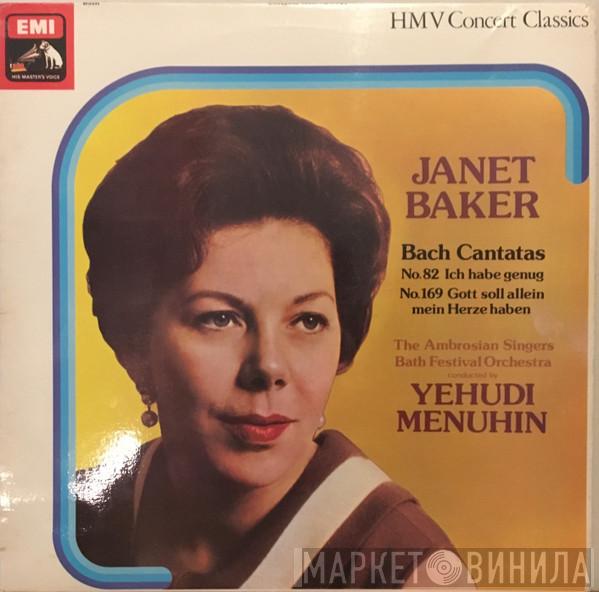 EMI
HIS MASTER'S VOICE
HMV Concert Classics
JANET
BAKER
Bach Cantatas
No.82 Ich habe genug
No.169 Gott soll allein
mein Herze haben
The Ambrosian Singers
Bath Festival Orchestra
conducted by
YEHUDI
MENUHIN
МАРКЕТ ВИНИЛА